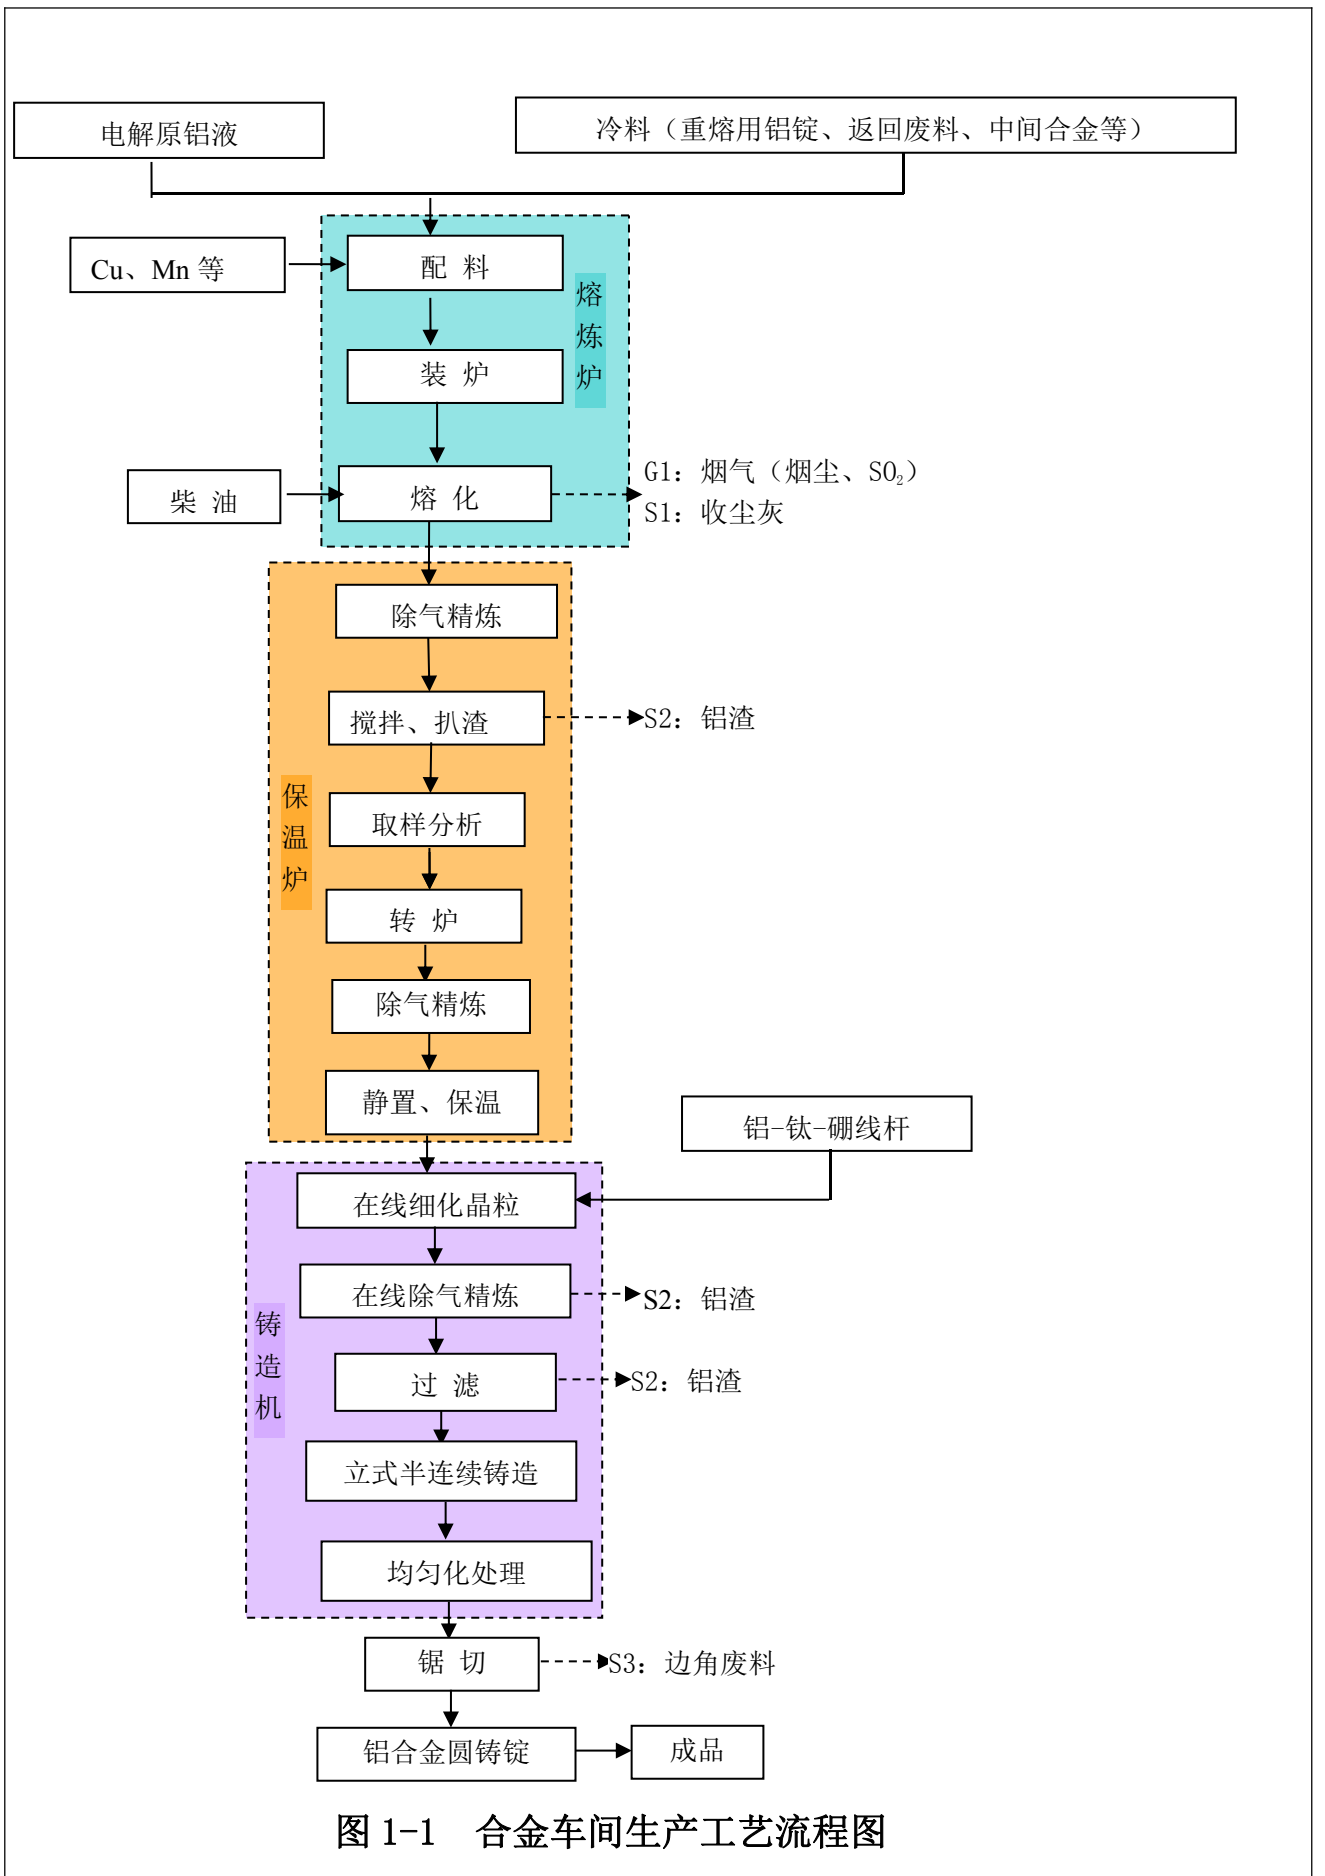 电解原铝液
冷料（重熔用铝锭、返回废料、中间合金等）
Cu、Mn 等
配 料
熔炼炉
装 炉
柴 油
熔 化
G1：烟气（烟尘、SO₂）
S1：收尘灰
除气精炼
搅拌、扒渣
S2：铝渣
保温炉
取样分析
转 炉
除气精炼
静置、保温
铝-钛-硼线杆
在线细化晶粒
在线除气精炼
S2：铝渣
铸造机
过 滤
S2：铝渣
立式半连续铸造
均匀化处理
锯 切
S3：边角废料
铝合金圆铸锭
成品
图 1-1 合金车间生产工艺流程图